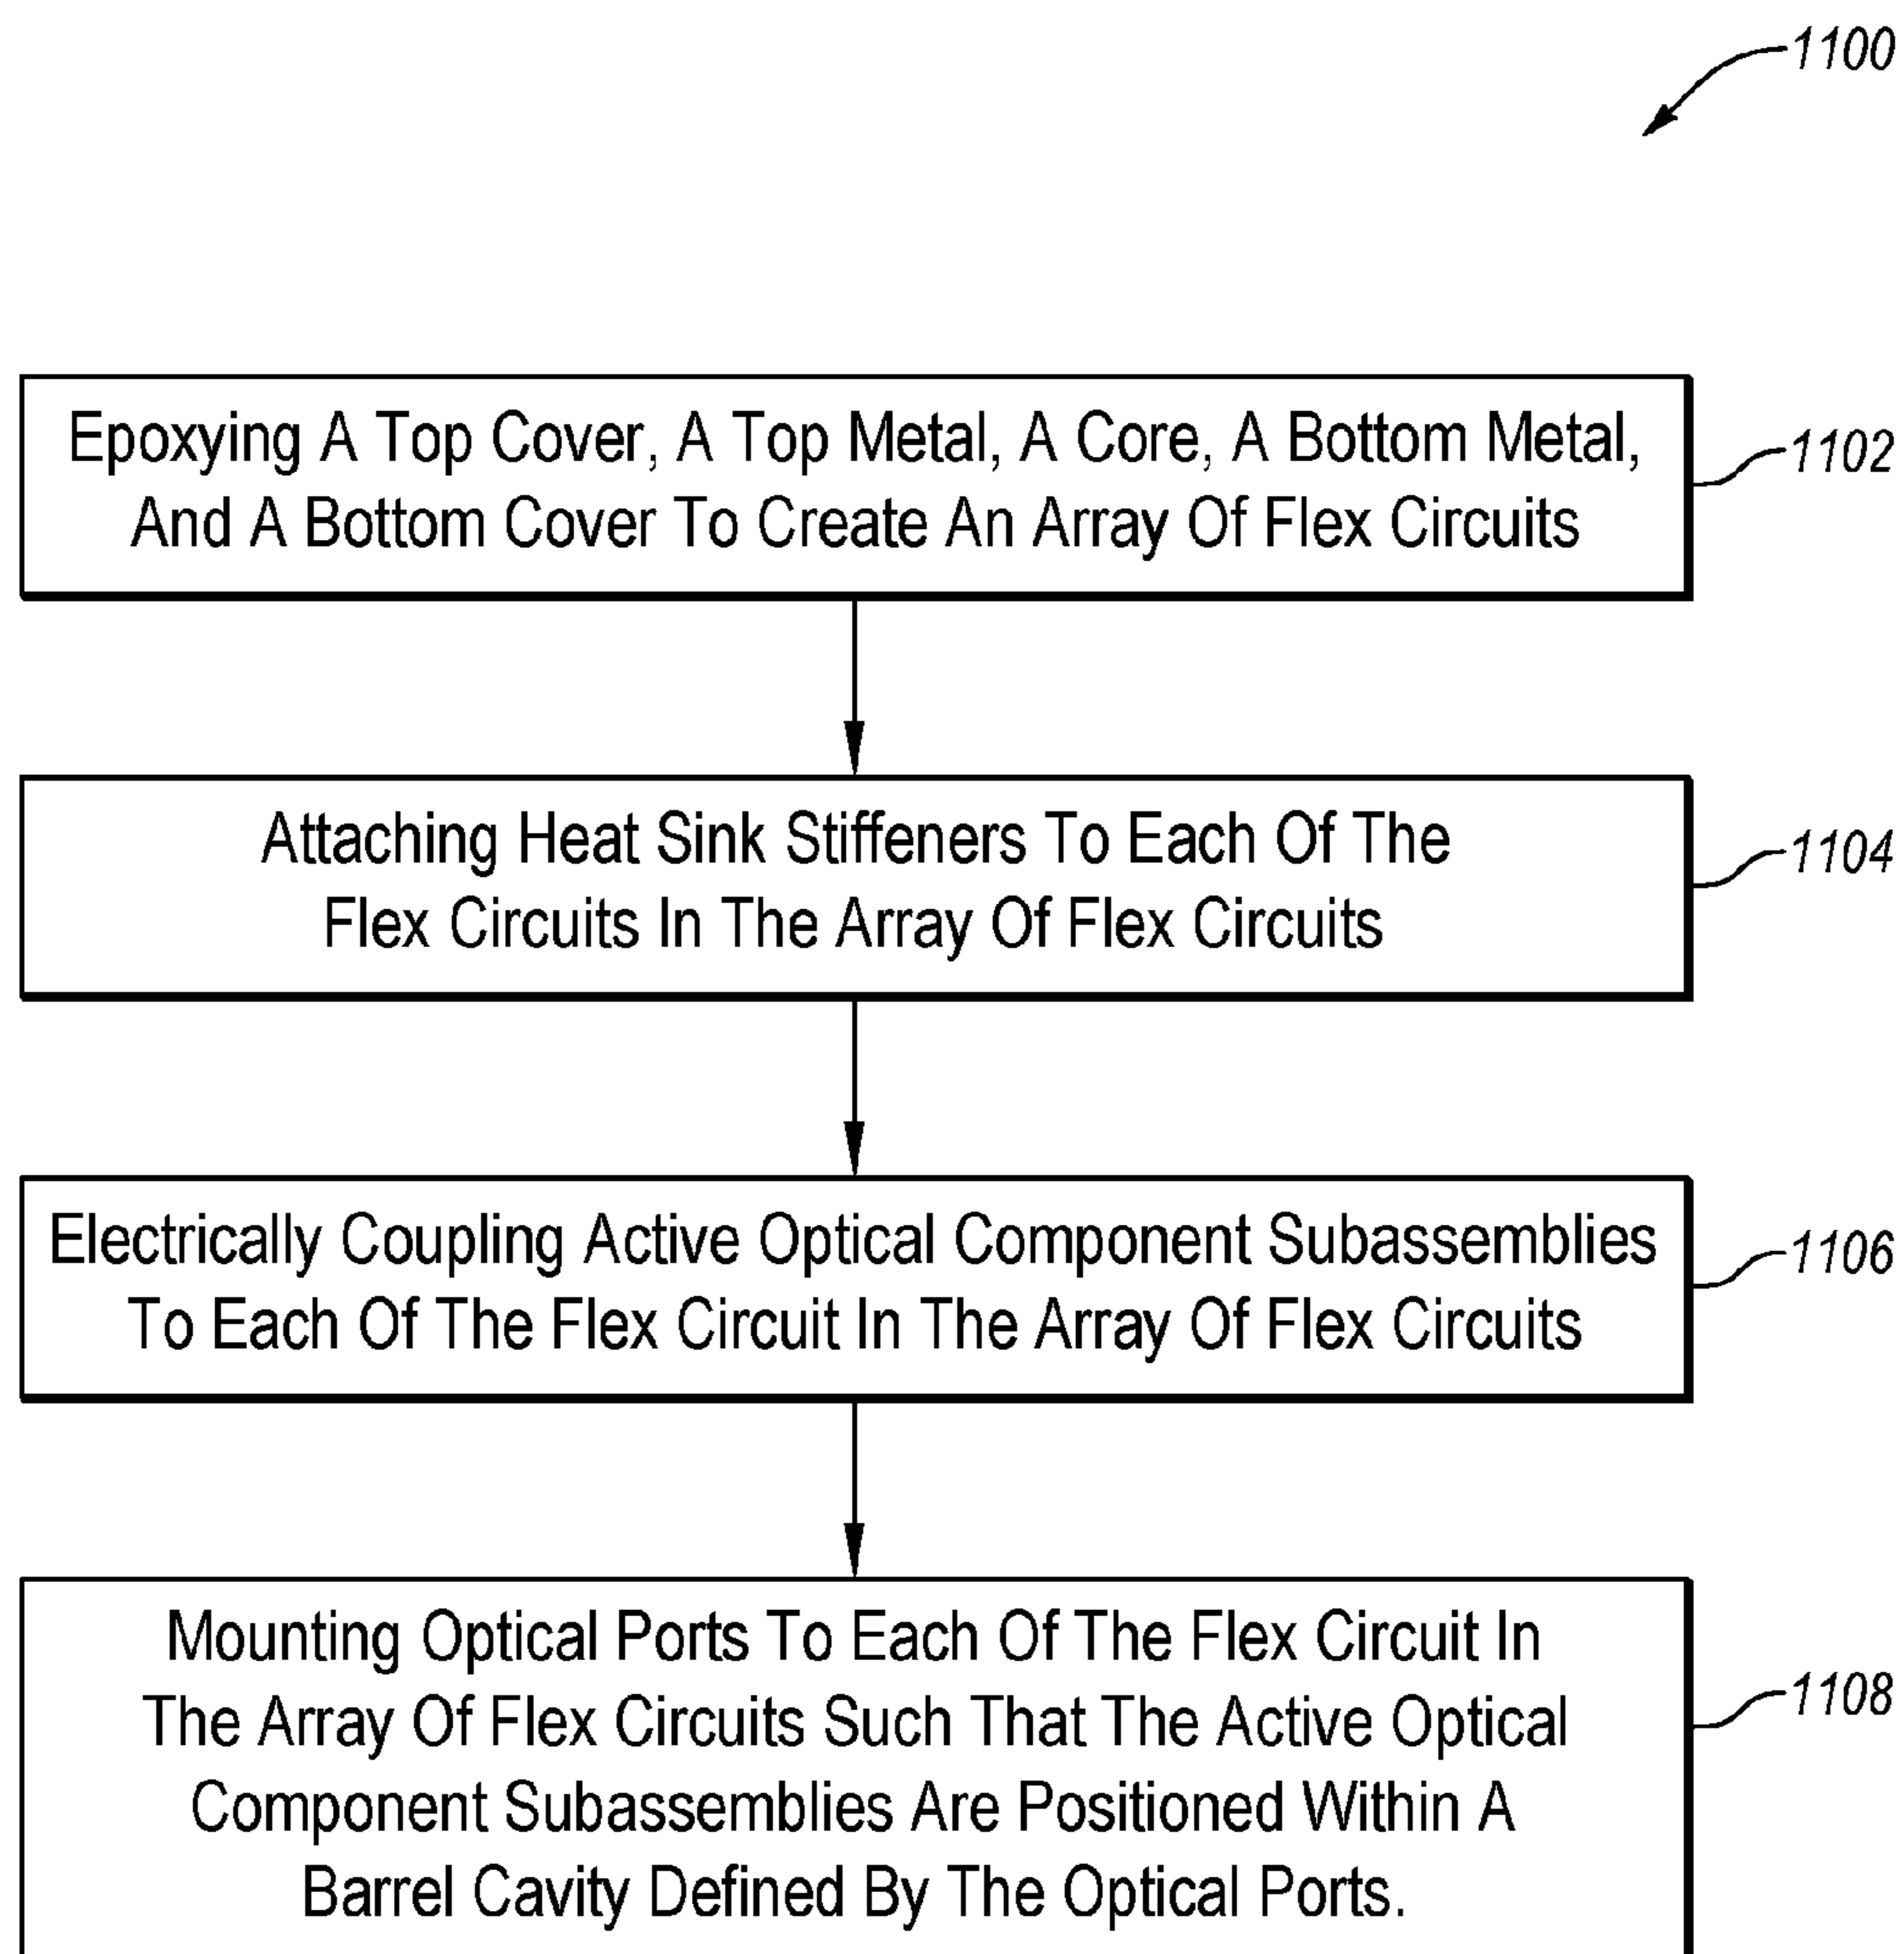 1100
Epoxying A Top Cover, A Top Metal, A Core, A Bottom Metal,
And A Bottom Cover To Create An Array Of Flex Circuits
1102
Attaching Heat Sink Stiffeners To Each Of The
Flex Circuits In The Array Of Flex Circuits
1104
Electrically Coupling Active Optical Component Subassemblies
To Each Of The Flex Circuit In The Array Of Flex Circuits
1106
Mounting Optical Ports To Each Of The Flex Circuit In
The Array Of Flex Circuits Such That The Active Optical
Component Subassemblies Are Positioned Within A
Barrel Cavity Defined By The Optical Ports.
1108